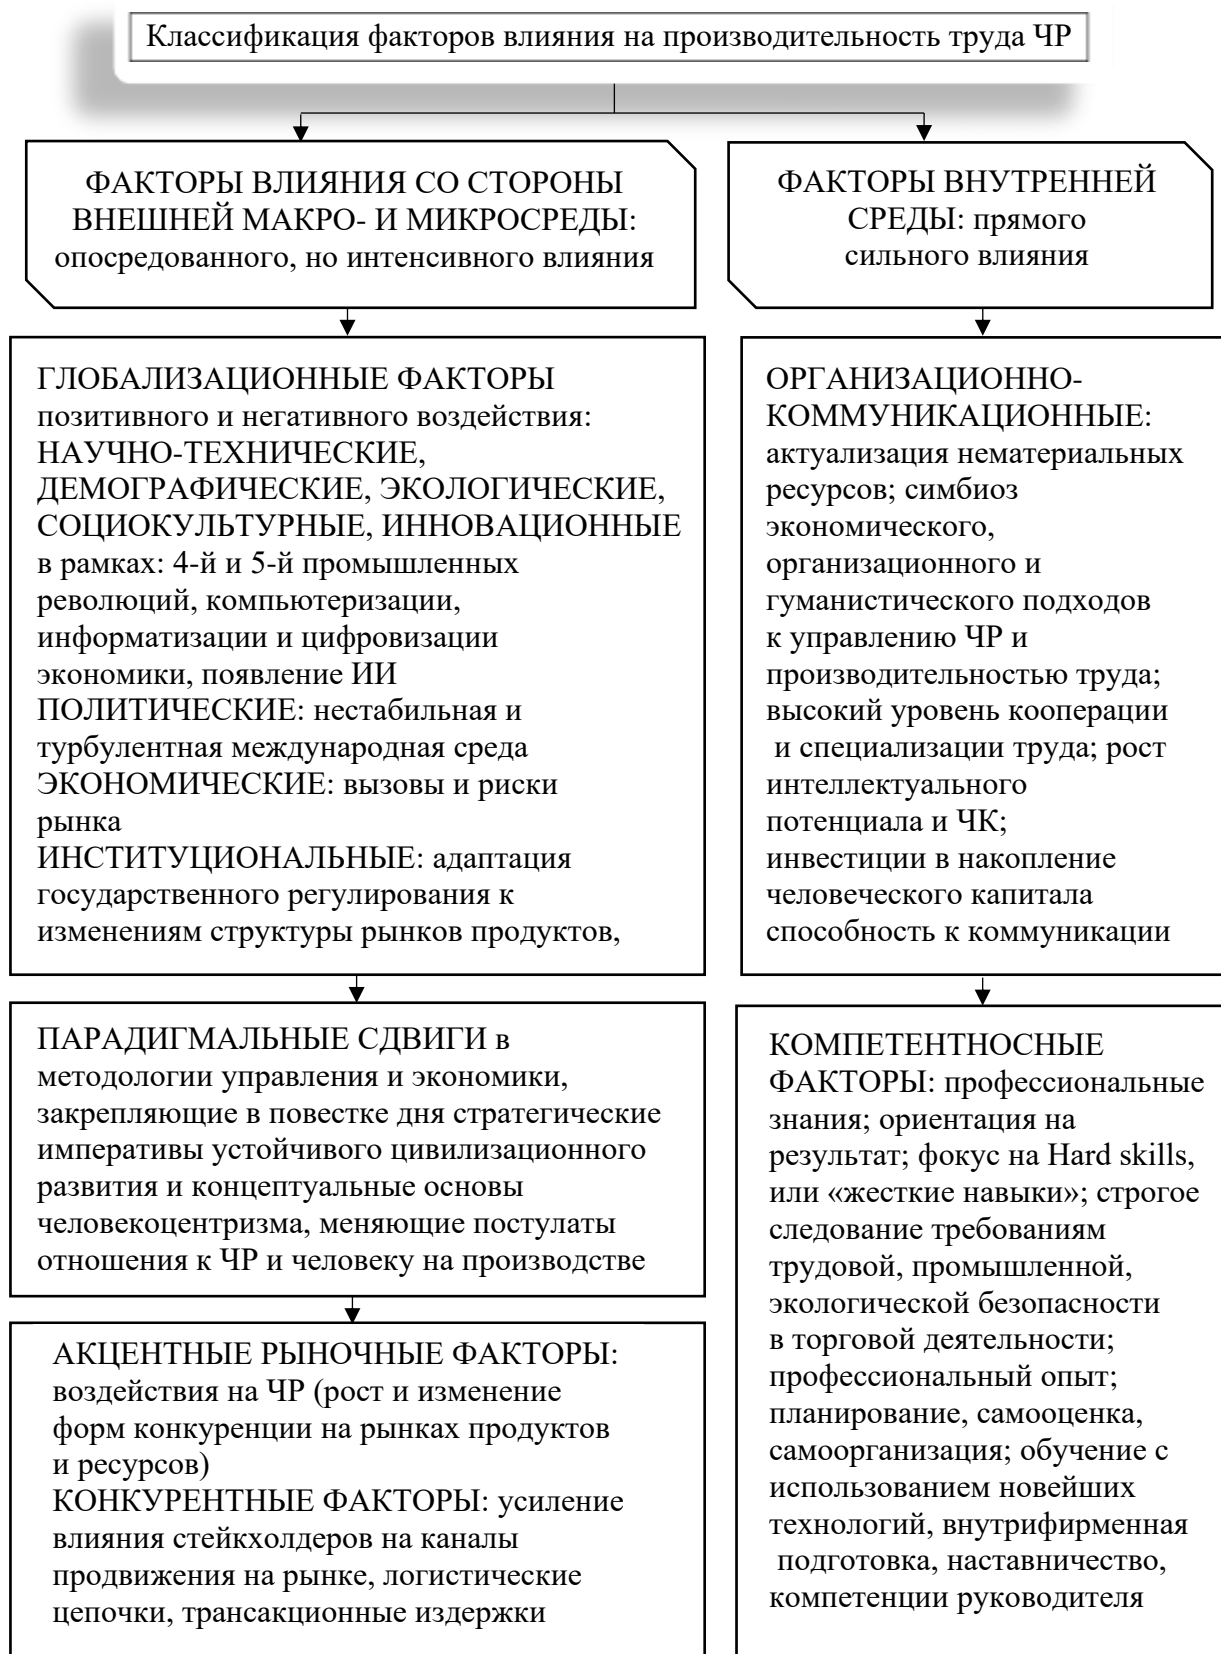 Классификация факторов влияния на производительность труда ЧР
ФАКТОРЫ ВЛИЯНИЯ СО СТОРОНЫ
ВНЕШНЕЙ МАКРО- И МИКРОСРЕДЫ:
опосредованного, но интенсивного влияния
ФАКТОРЫ ВНУТРЕННЕЙ
СРЕДЫ: прямого
сильного влияния
ГЛОБАЛИЗАЦИОННЫЕ ФАКТОРЫ
позитивного и негативного воздействия:
НАУЧНО-ТЕХНИЧЕСКИЕ,
ДЕМОГРАФИЧЕСКИЕ, ЭКОЛОГИЧЕСКИЕ,
СОЦИОКУЛЬТУРНЫЕ, ИННОВАЦИОННЫЕ
в рамках: 4-й и 5-й промышленных
революций, компьютеризации,
информатизации и цифровизации
экономики, появление ИИ
ПОЛИТИЧЕСКИЕ: нестабильная и
турбулентная международная среда
ЭКОНОМИЧЕСКИЕ: вызовы и риски
рынка
ИНСТИТУЦИОНАЛЬНЫЕ: адаптация
государственного регулирования к
изменениям структуры рынков продуктов,
ОРГАНИЗАЦИОННО-
КОММУНИКАЦИОННЫЕ:
актуализация нематериальных
ресурсов; симбиоз
экономического,
организационного и
гуманистического подходов
к управлению ЧР и
производительностью труда;
высокий уровень кооперации
и специализации труда; рост
интеллектуального
потенциала и ЧК;
инвестиции в накопление
человеческого капитала
способность к коммуникации
ПАРАДИГМАЛЬНЫЕ СДВИГИ в
методологии управления и экономики,
закрепляющие в повестке дня стратегические
императивы устойчивого цивилизационного
развития и концептуальные основы
человекоцентризма, меняющие постулаты
отношения к ЧР и человеку на производстве
АКЦЕНТНЫЕ РЫНОЧНЫЕ ФАКТОРЫ:
воздействия на ЧР (рост и изменение
форм конкуренции на рынках продуктов
и ресурсов)
КОНКУРЕНТНЫЕ ФАКТОРЫ: усиление
влияния стейкхолдеров на каналы
продвижения на рынке, логистические
цепочки, трансакционные издержки
КОМПЕТЕНТНОСНЫЕ
ФАКТОРЫ: профессиональные
знания; ориентация на
результат; фокус на Hard skills,
или «жесткие навыки»; строгое
следование требованиям
трудовой, промышленной,
экологической безопасности
в торговой деятельности;
профессиональный опыт;
планирование, самооценка,
самоорганизация; обучение с
использованием новейших
технологий, внутрифирменная
подготовка, наставничество,
компетенции руководителя